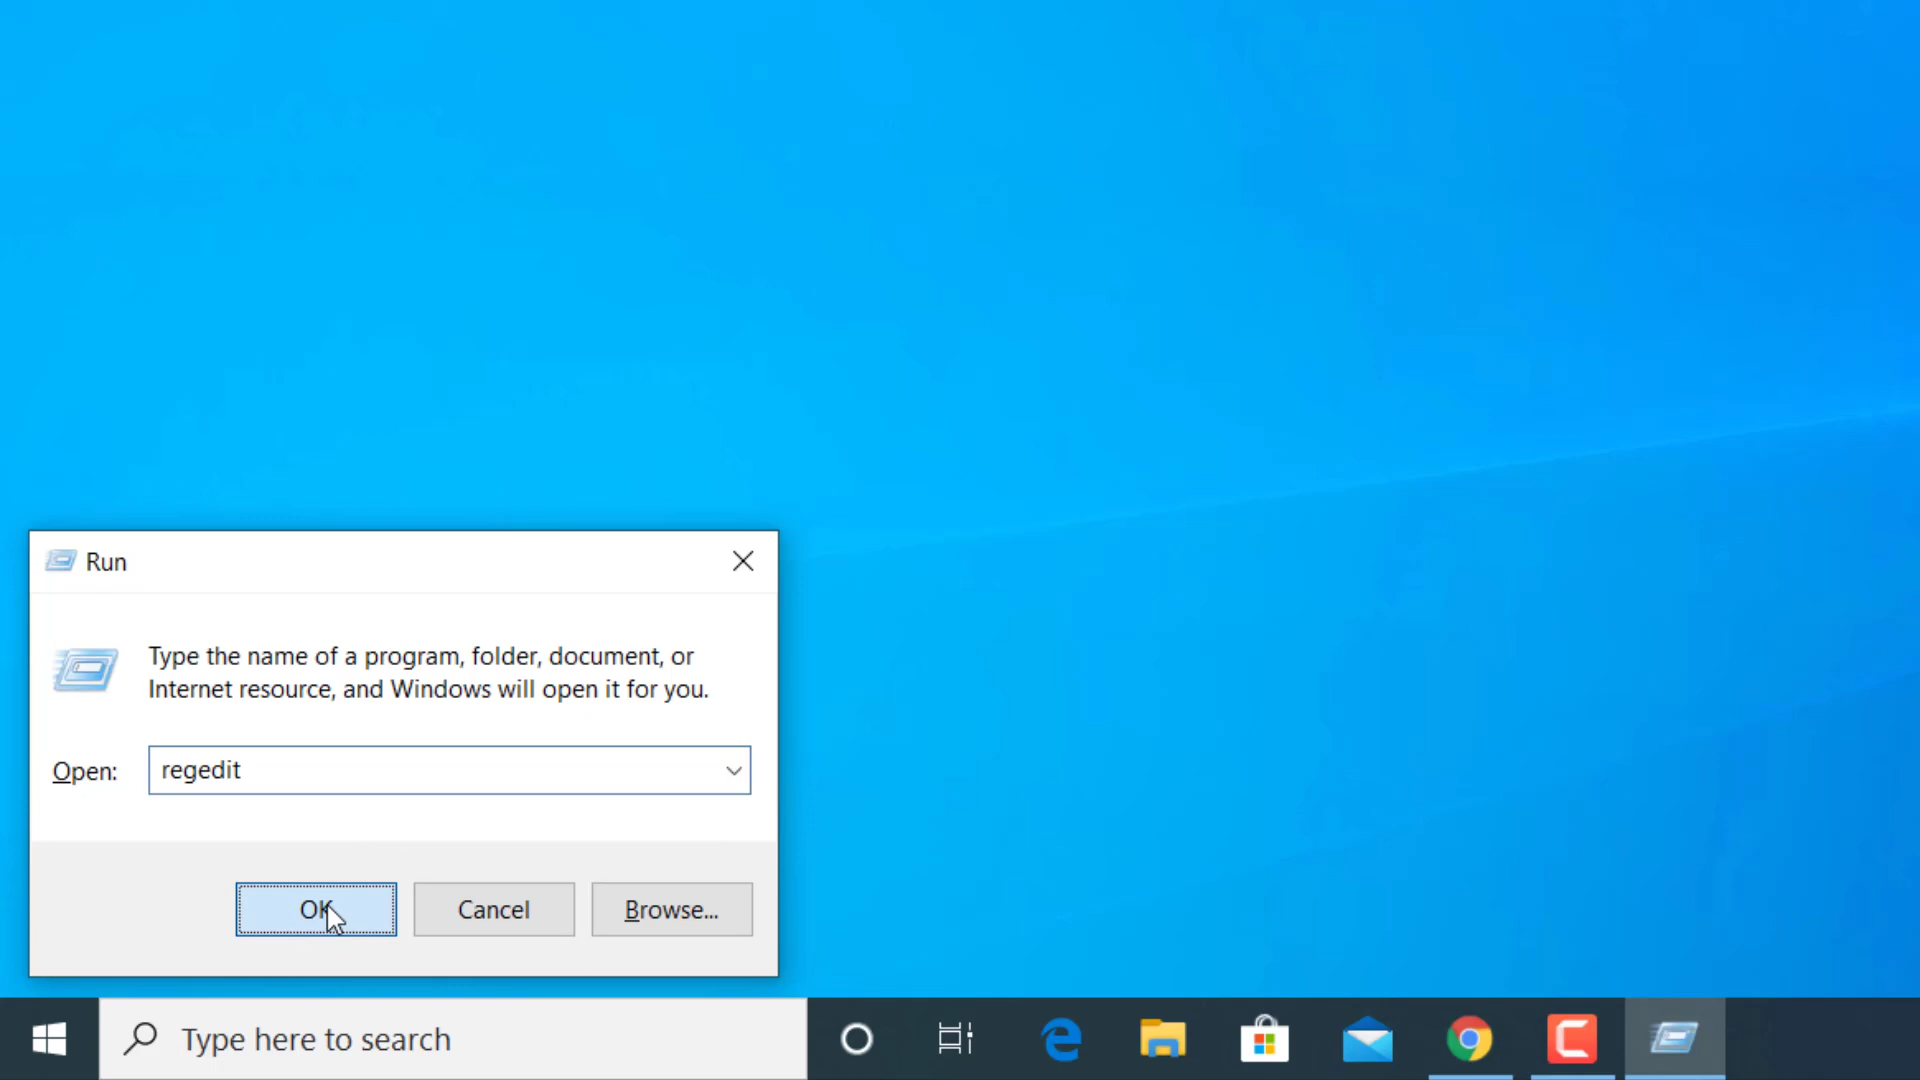 Run
Type the name of a program, folder, document, or
Internet resource, and Windows will open it for you.
Open: regedit
OK Cancel Browse...
Type here to search